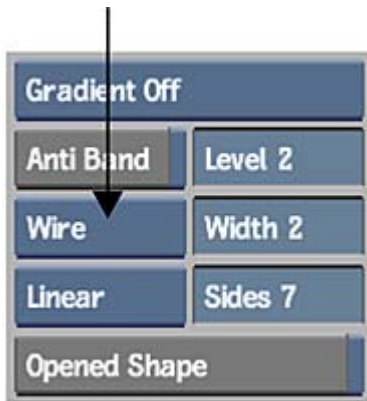 Gradient Off
Anti Band Level 2
Wire Width 2
Linear Sides 7
Opened Shape